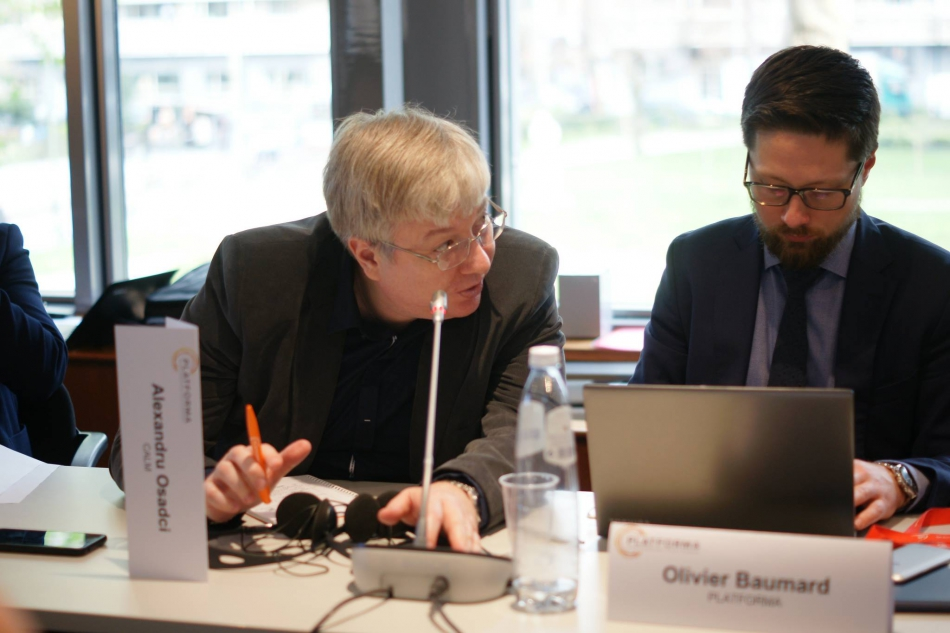 PLATFORMA
Alexandru Osadci
CALM
PLATFORMA
Olivier Baumard
PLATFORMA